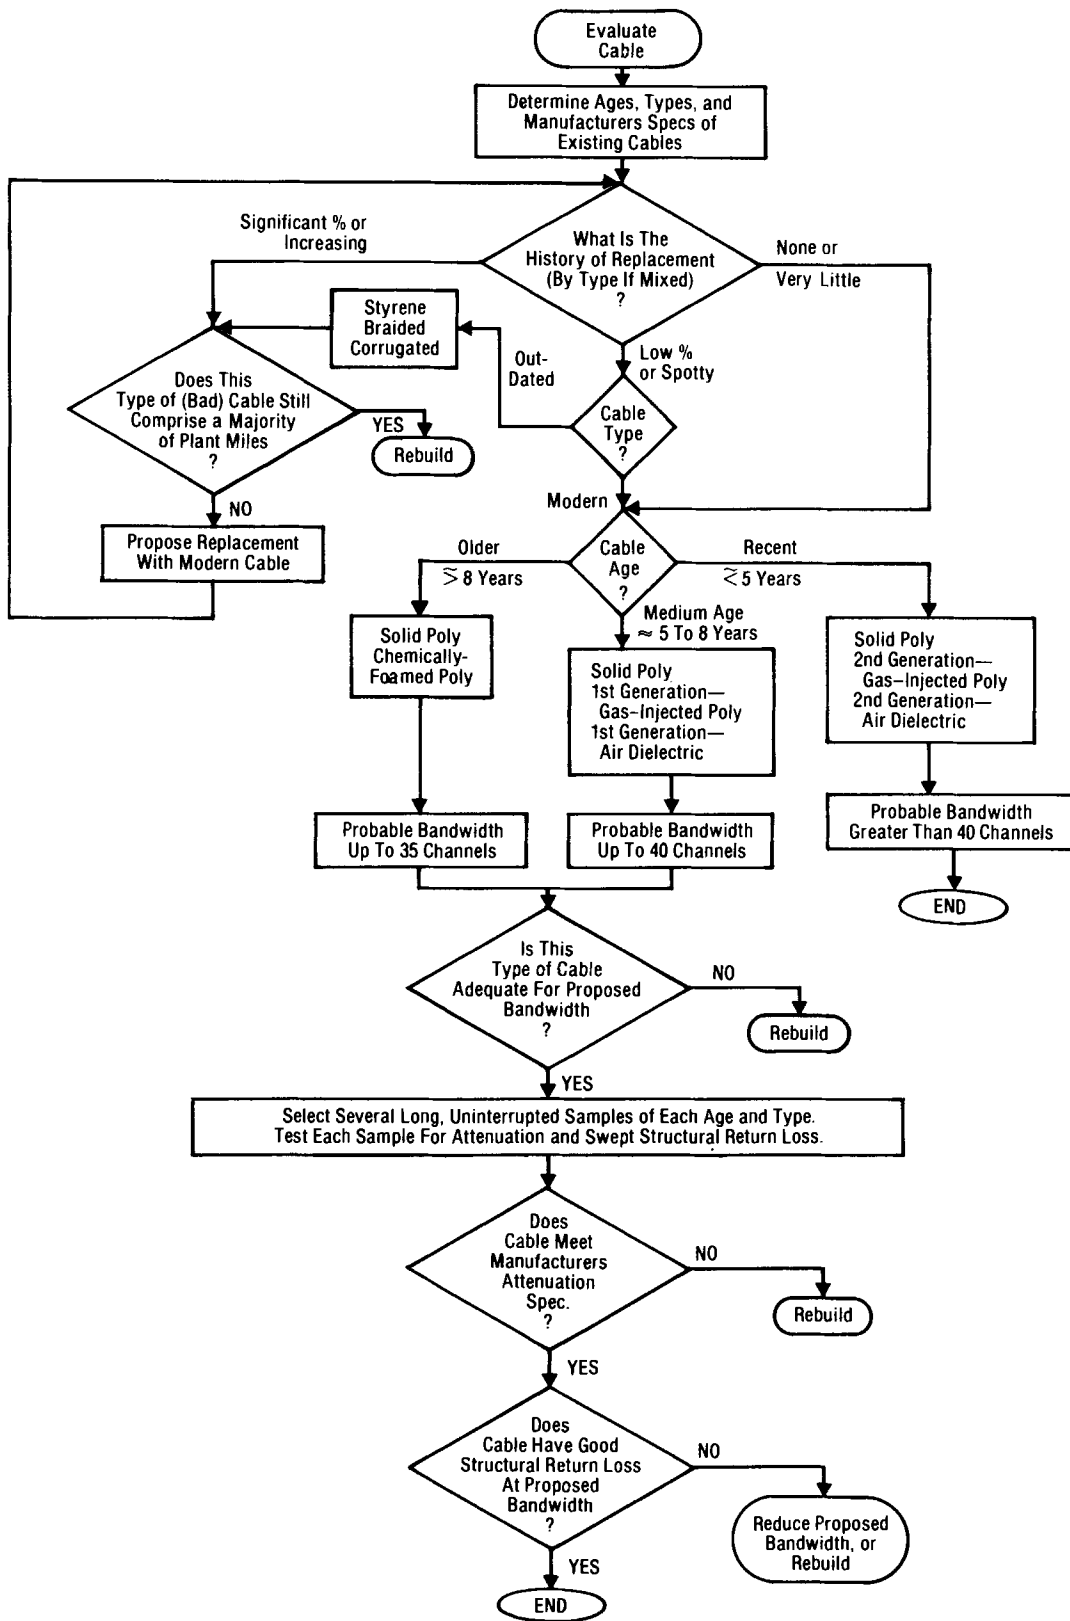 Evaluate
Cable
Determine Ages, Types, and
Manufacturers Specs of
Existing Cables
Significant % or
Increasing
What Is The
History of Replacement
(By Type If Mixed)
?
None or
Very Little
Styrene
Braided
Corrugated
Out-
Dated
Low %
or Spotty
Does This
Type of (Bad) Cable Still
Comprise a Majority
of Plant Miles
?
YES
Rebuild
Cable
Type
?
NO
Modern
Propose Replacement
With Modern Cable
Older
≳ 8 Years
Cable
Age
?
Recent
≲ 5 Years
Medium Age
≈ 5 To 8 Years
Solid Poly
Chemically-
Foamed Poly
Solid Poly
1st Generation—
Gas-Injected Poly
1st Generation—
Air Dielectric
Solid Poly
2nd Generation—
Gas-Injected Poly
2nd Generation—
Air Dielectric
Probable Bandwidth
Up To 35 Channels
Probable Bandwidth
Up To 40 Channels
Probable Bandwidth
Greater Than 40 Channels
END
Is This
Type of Cable
Adequate For Proposed
Bandwidth
?
NO
Rebuild
YES
Select Several Long, Uninterrupted Samples of Each Age and Type.
Test Each Sample For Attenuation and Swept Structural Return Loss.
Does
Cable Meet
Manufacturers
Attenuation
Spec.
?
NO
Rebuild
YES
Does
Cable Have Good
Structural Return Loss
At Proposed
Bandwidth
?
NO
Reduce Proposed
Bandwidth, or
Rebuild
YES
END